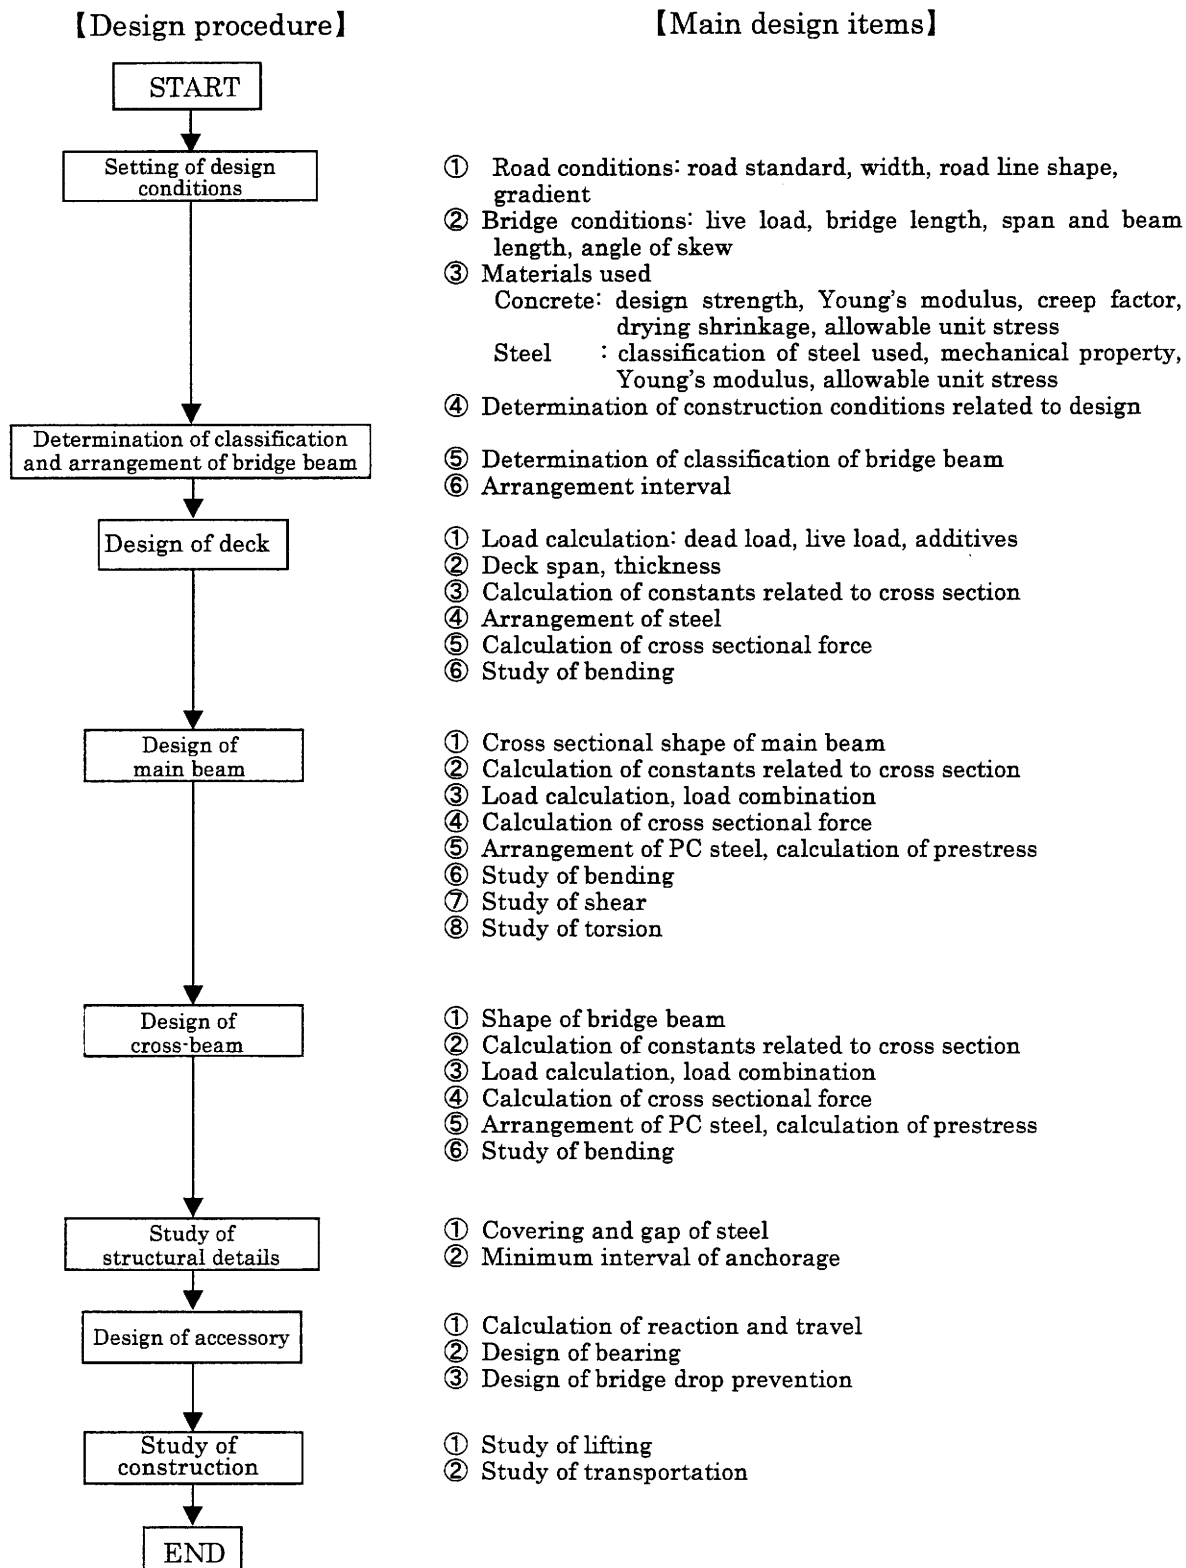 【Design procedure】
【Main design items】
START
Setting of design
conditions
① Road conditions: road standard, width, road line shape,
gradient
② Bridge conditions: live load, bridge length, span and beam
length, angle of skew
③ Materials used
Concrete: design strength, Young's modulus, creep factor,
drying shrinkage, allowable unit stress
Steel : classification of steel used, mechanical property,
Young's modulus, allowable unit stress
④ Determination of construction conditions related to design
Determination of classification
and arrangement of bridge beam
⑤ Determination of classification of bridge beam
⑥ Arrangement interval
Design of deck
① Load calculation: dead load, live load, additives
② Deck span, thickness
③ Calculation of constants related to cross section
④ Arrangement of steel
⑤ Calculation of cross sectional force
⑥ Study of bending
Design of
main beam
① Cross sectional shape of main beam
② Calculation of constants related to cross section
③ Load calculation, load combination
④ Calculation of cross sectional force
⑤ Arrangement of PC steel, calculation of prestress
⑥ Study of bending
⑦ Study of shear
⑧ Study of torsion
Design of
cross-beam
① Shape of bridge beam
② Calculation of constants related to cross section
③ Load calculation, load combination
④ Calculation of cross sectional force
⑤ Arrangement of PC steel, calculation of prestress
⑥ Study of bending
Study of
structural details
① Covering and gap of steel
② Minimum interval of anchorage
Design of accessory
① Calculation of reaction and travel
② Design of bearing
③ Design of bridge drop prevention
Study of
construction
① Study of lifting
② Study of transportation
END